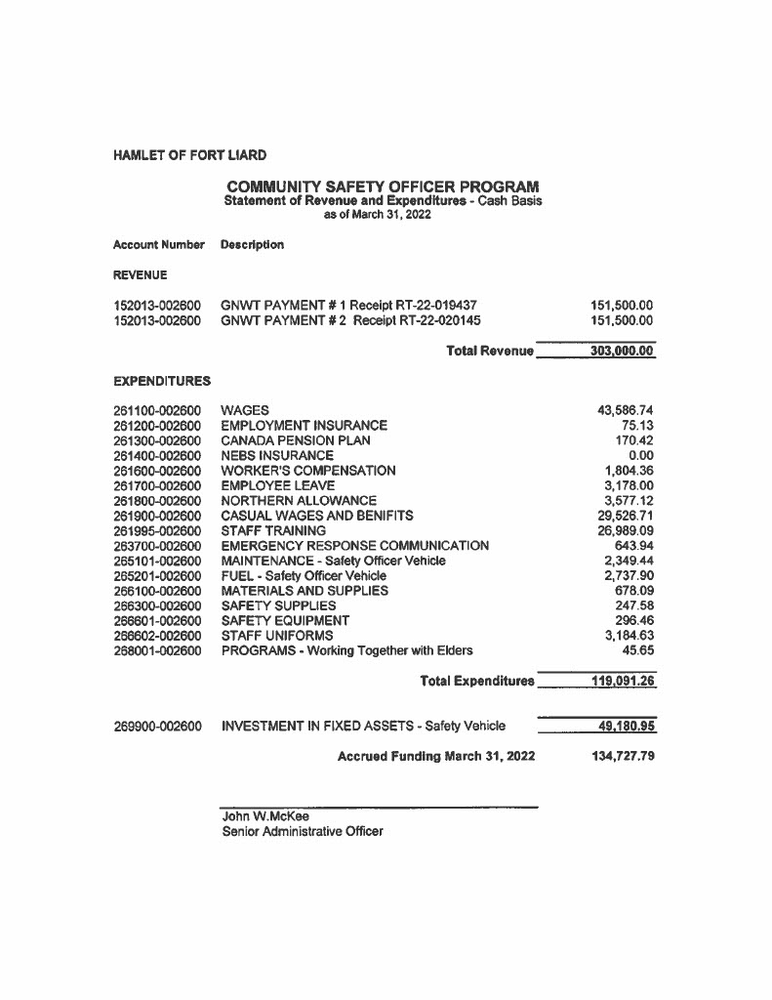 HAMLET OF FORT LIARD
COMMUNITY SAFETY OFFICER PROGRAM
Statement of Revenue and Expenditures - Cash Basis
as of March 31, 2022
Account Number Description
REVENUE
152013-002600 GNWT PAYMENT # 1 Receipt RT-22-019437 151,500.00
152013-002600 GNWT PAYMENT # 2 Receipt RT-22-020145 151,500.00
Total Revenue 303,000.00
EXPENDITURES
261100-002600 WAGES 43,586.74
261200-002600 EMPLOYMENT INSURANCE 75.13
261300-002600 CANADA PENSION PLAN 170.42
261400-002600 NEBS INSURANCE 0.00
261600-002600 WORKER'S COMPENSATION 1,804.36
261700-002600 EMPLOYEE LEAVE 3,178.00
261800-002600 NORTHERN ALLOWANCE 3,577.12
261900-002600 CASUAL WAGES AND BENIFITS 29,526.71
261995-002600 STAFF TRAINING 26,989.09
263700-002600 EMERGENCY RESPONSE COMMUNICATION 643.94
265101-002600 MAINTENANCE - Safety Officer Vehicle 2,349.44
265201-002600 FUEL - Safety Officer Vehicle 2,737.90
266100-002600 MATERIALS AND SUPPLIES 678.09
266300-002600 SAFETY SUPPLIES 247.58
266601-002600 SAFETY EQUIPMENT 296.46
266602-002600 STAFF UNIFORMS 3,184.63
268001-002600 PROGRAMS - Working Together with Elders 45.65
Total Expenditures 119,091.26
269900-002600 INVESTMENT IN FIXED ASSETS - Safety Vehicle 49,180.95
Accrued Funding March 31, 2022 134,727.79
John W.McKee
Senior Administrative Officer